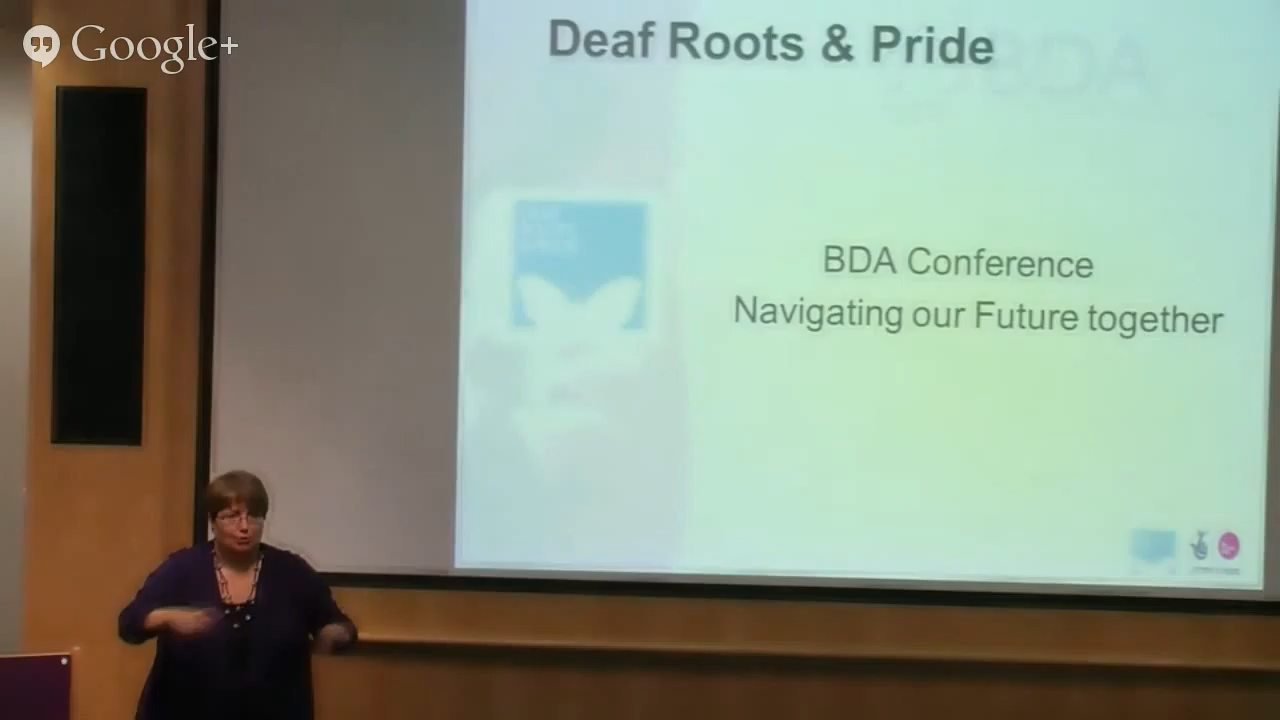 Google+
Deaf Roots & Pride
BDA Conference
Navigating our Future together